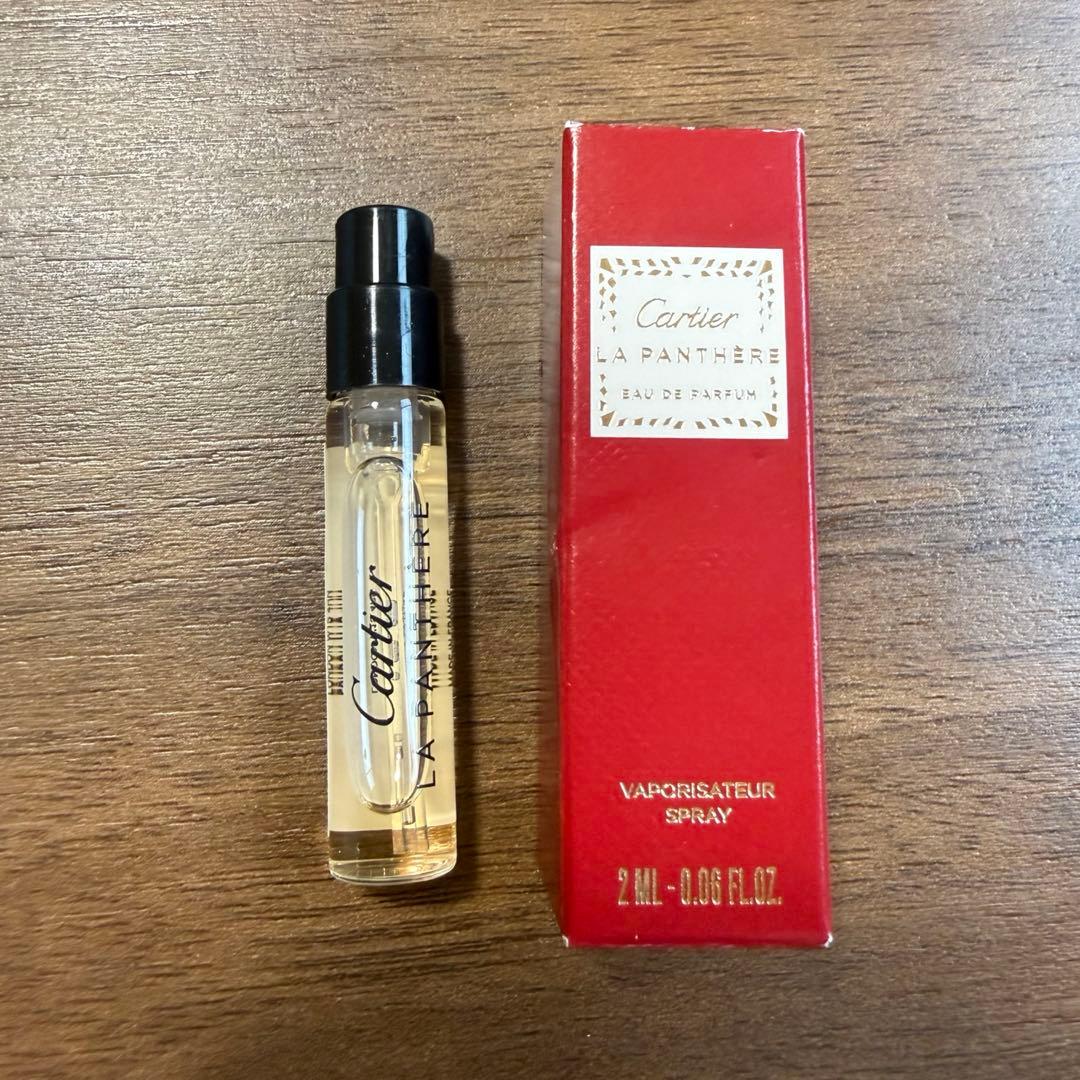 Cartier
LA PANTHÈRE
Cartier
LA PANTHÈRE
EAU DE PARFUM
VAPORISATEUR
SPRAY
2 ML - 0.06 FL.OZ.